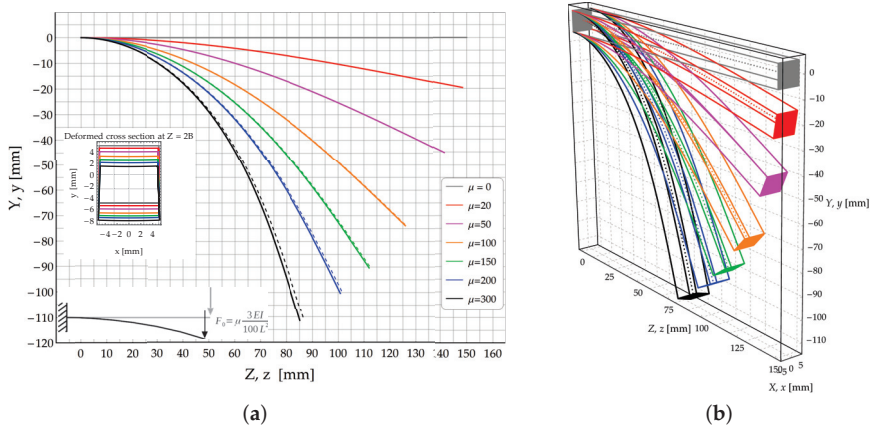 0
−10
−20
−30
−40
−50
−60
−70
−80
−90
−100
−110
−120
Y, y [mm]
Deformed cross section at Z = 2B
4
2
0
−2
−4
−6
−8
y [mm]
−4 −2 0 2 4
x [mm]
μ = 0
μ = 20
μ = 50
μ = 100
μ = 150
μ = 200
μ = 300
F₀ = μ 3 EI / 100 L²
0 10 20 30 40 50 60 70 80 90 100 110 120 130 140 150 160
Z, z [mm]
(a)
0
−10
−20
−30
−40
−50
Y, y [mm]
−60
−70
−80
−90
−100
−110
0
25
50
75
100
125
150
Z, z [mm]
−5 0 5
X, x [mm]
(b)